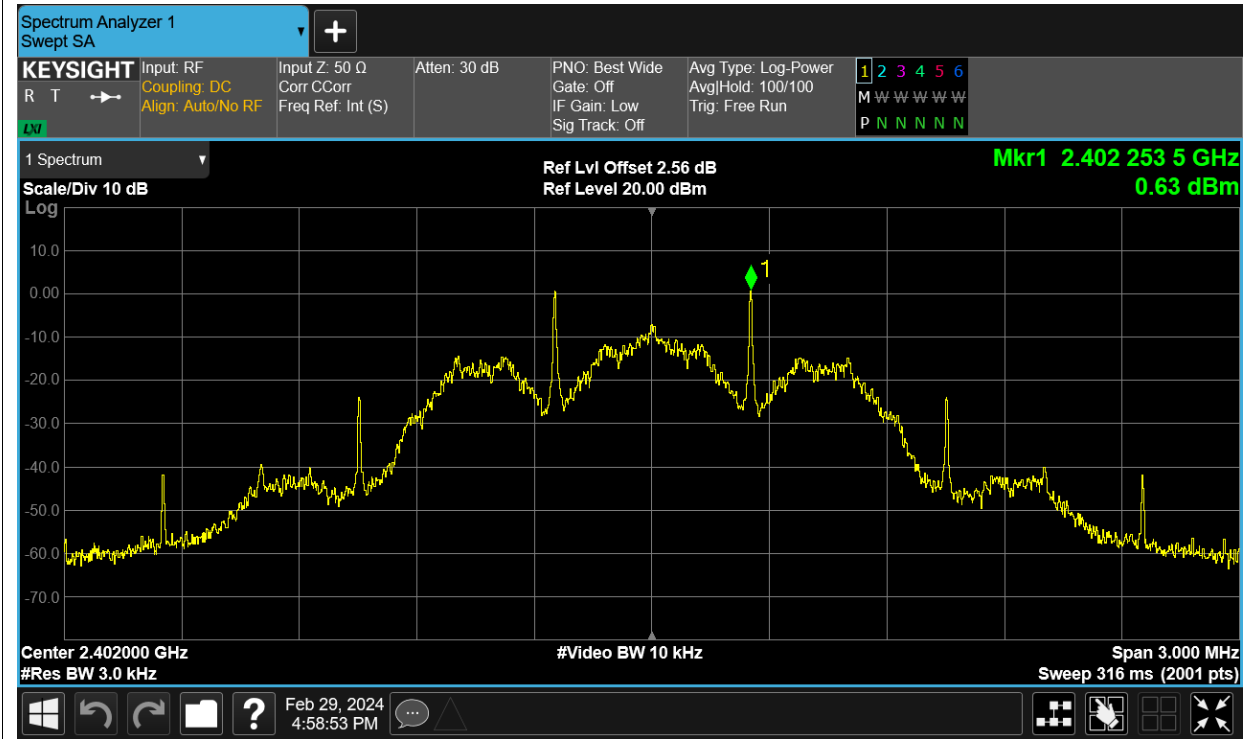 Spectrum Analyzer 1
Swept SA
KEYSIGHT
R T
LXI
Input: RF
Coupling: DC
Align: Auto/No RF
Input Z: 50 Ω
Corr CCorr
Freq Ref: Int (S)
Atten: 30 dB
PNO: Best Wide
Gate: Off
IF Gain: Low
Sig Track: Off
Avg Type: Log-Power
Avg|Hold: 100/100
Trig: Free Run
1 2 3 4 5 6
M W W W W W
P N N N N N
1 Spectrum
Scale/Div 10 dB
Log
Ref Lvl Offset 2.56 dB
Ref Level 20.00 dBm
Mkr1 2.402 253 5 GHz
0.63 dBm
1
10.0
0.00
-10.0
-20.0
-30.0
-40.0
-50.0
-60.0
-70.0
Center 2.402000 GHz
#Res BW 3.0 kHz
#Video BW 10 kHz
Span 3.000 MHz
Sweep 316 ms (2001 pts)
?
Feb 29, 2024
4:58:53 PM